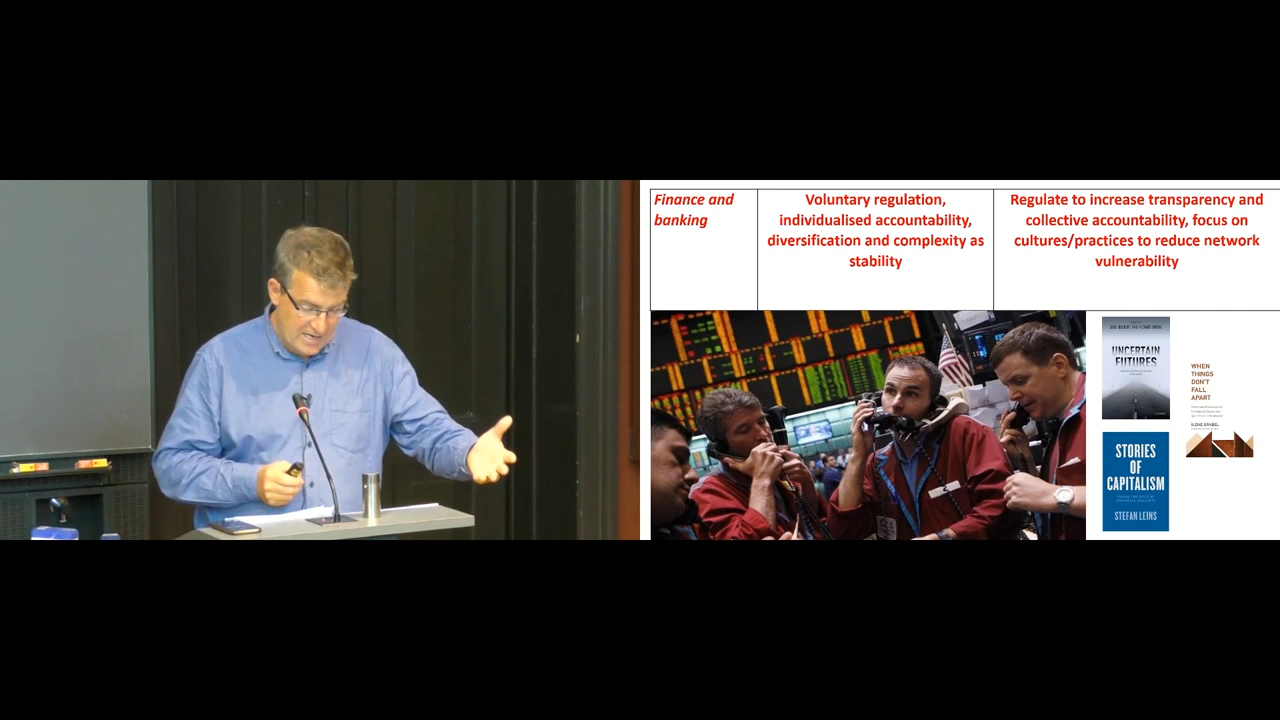 Finance and
banking
Voluntary regulation,
individualised accountability,
diversification and complexity as
stability
Regulate to increase transparency and
collective accountability, focus on
cultures/practices to reduce network
vulnerability
UNCERTAIN
FUTURES
WHEN
THINGS
DON'T
FALL
APART
ILENE GRABEL
STORIES
OF
CAPITALISM
STEFAN LEINS